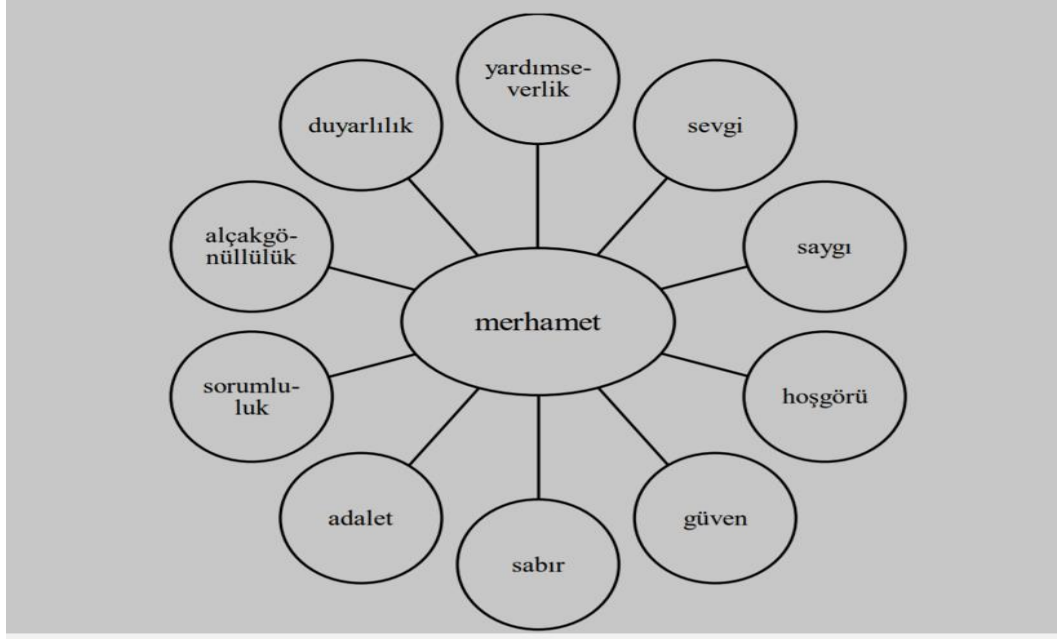 yardımse-
verlik
sevgi
saygı
hoşgörü
güven
sabır
adalet
sorumlu-
luk
alçakgö-
nüllülük
duyarlılık
merhamet